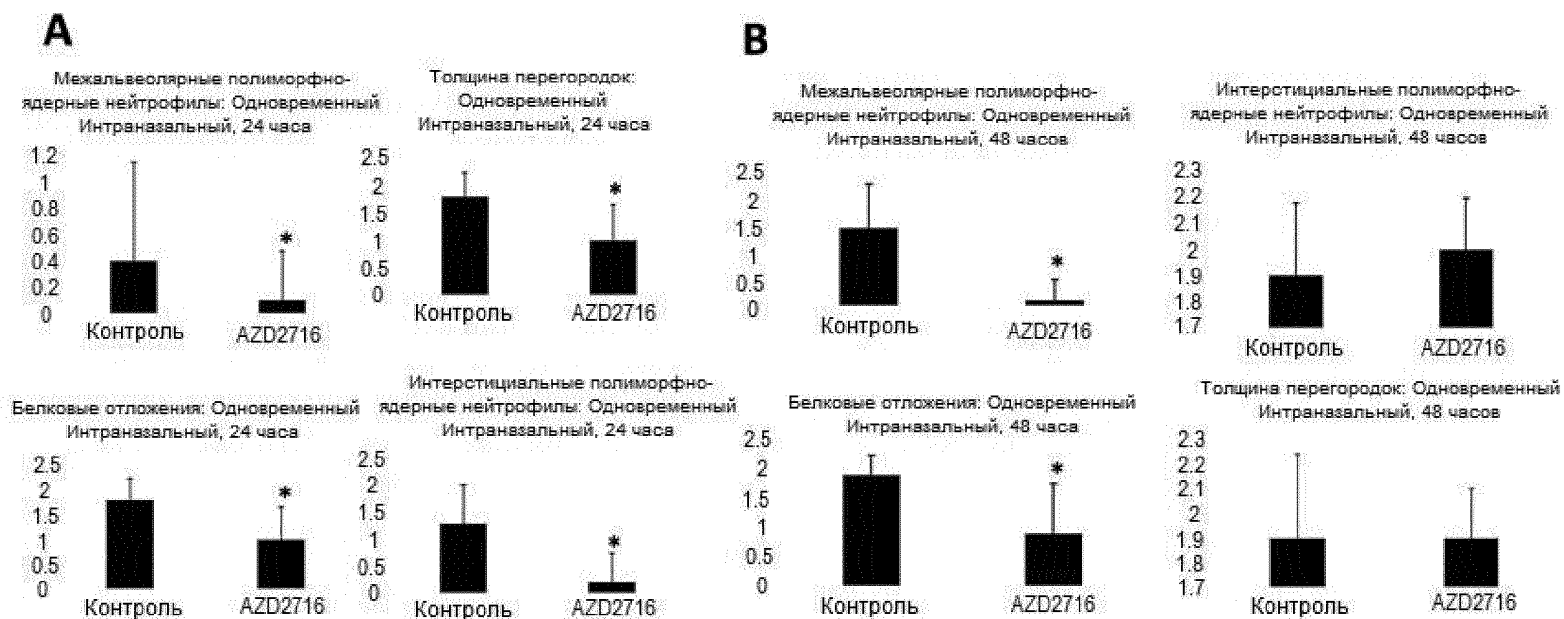 A
Межальвеолярные полиморфно-
ядерные нейтрофилы: Одновременный
Интраназальный, 24 часа
1.2
1
0.8
0.6
0.4
0.2
0
*
Контроль
AZD2716
Толщина перегородок:
Одновременный
Интраназальный, 24 часа
2.5
2
1.5
1
0.5
0
*
Контроль
AZD2716
Белковые отложения: Одновременный
Интраназальный, 24 часа
2.5
2
1.5
1
0.5
0
*
Контроль
AZD2716
Интерстициальные полиморфно-
ядерные нейтрофилы: Одновременный
Интраназальный, 24 часа
2.5
2
1.5
1
0.5
0
*
Контроль
AZD2716
B
Межальвеолярные полиморфно-
ядерные нейтрофилы: Одновременный
Интраназальный, 48 часов
2.5
2
1.5
1
0.5
0
*
Контроль
AZD2716
Интерстициальные полиморфно-
ядерные нейтрофилы: Одновременный
Интраназальный, 48 часов
2.3
2.2
2.1
2
1.9
1.8
1.7
Контроль
AZD2716
Белковые отложения: Одновременный
Интраназальный, 48 часа
2.5
2
1.5
1
0.5
0
*
Контроль
AZD2716
Толщина перегородок: Одновременный
Интраназальный, 48 часов
2.3
2.2
2.1
2
1.9
1.8
1.7
Контроль
AZD2716